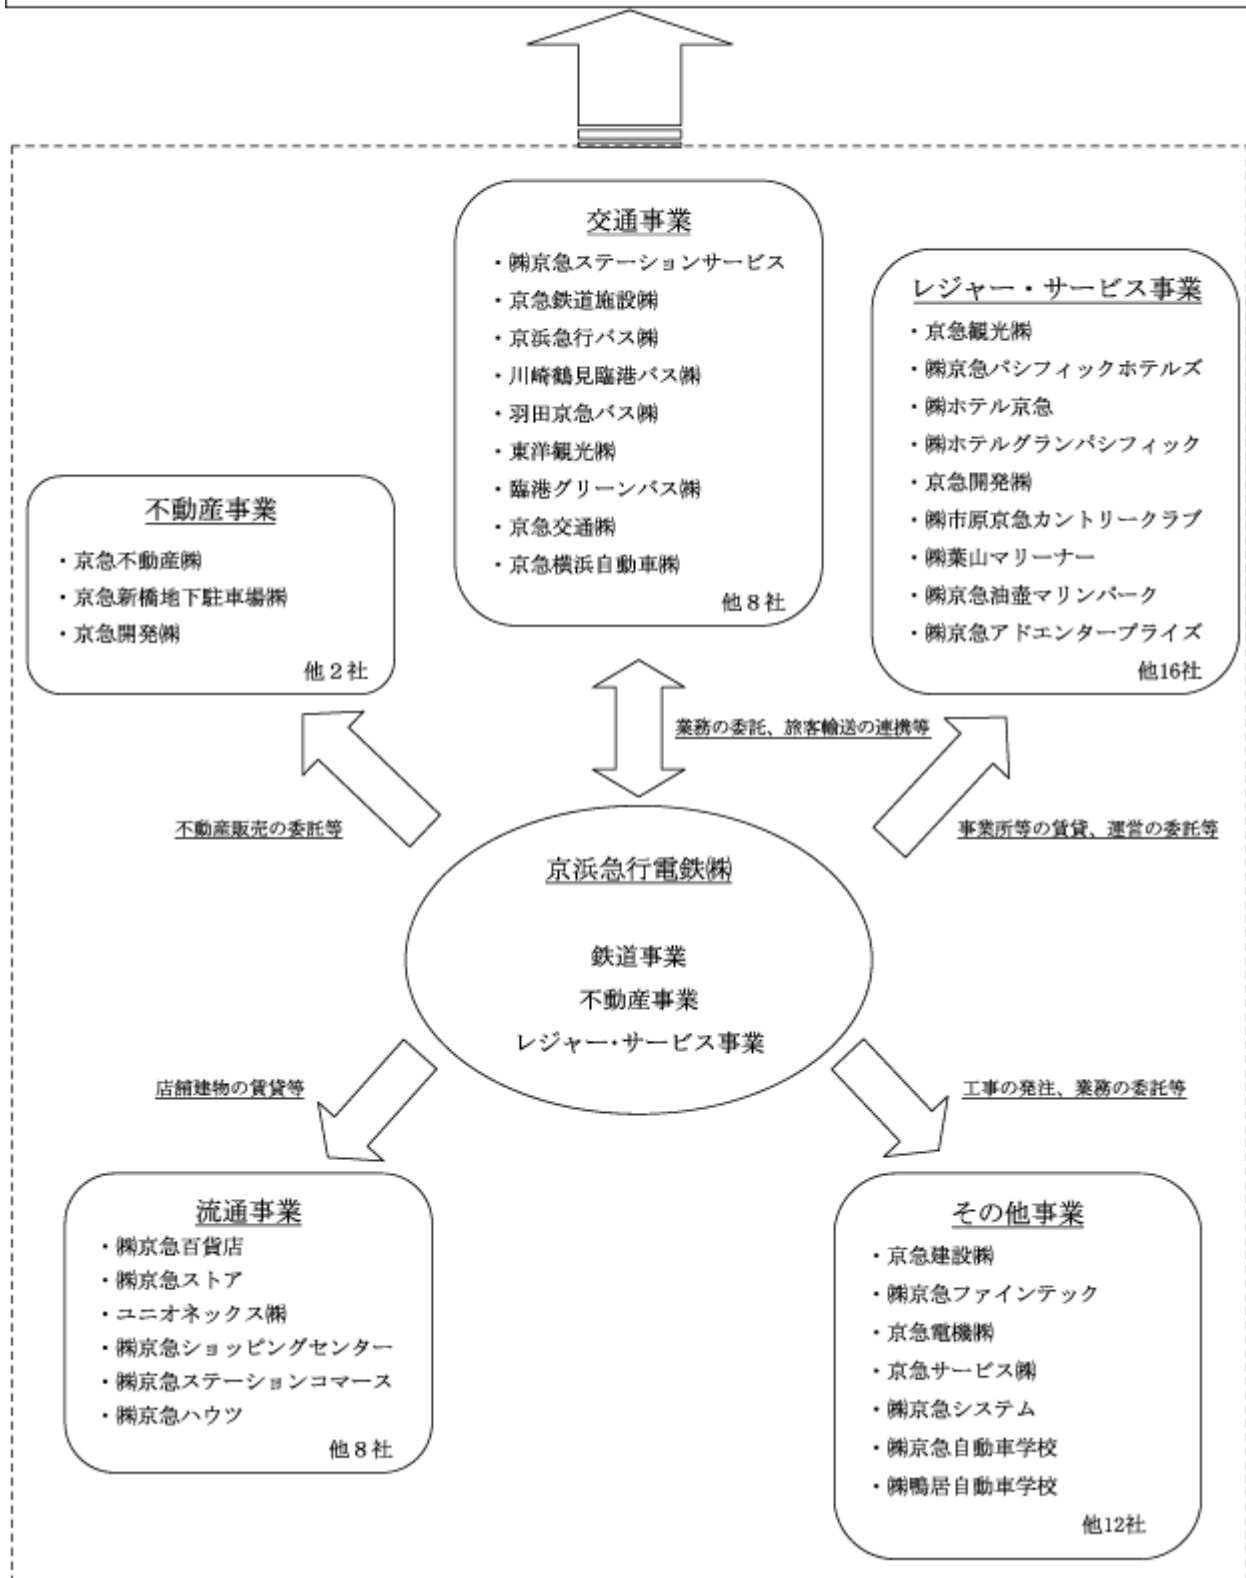 交通事業
・㈱京急ステーションサービス
・京急鉄道施設㈱
・京浜急行バス㈱
・川崎鶴見臨港バス㈱
・羽田京急バス㈱
・東洋観光㈱
・臨港グリーンバス㈱
・京急交通㈱
・京急横浜自動車㈱
他８社
レジャー・サービス事業
・京急観光㈱
・㈱京急パシフィックホテルズ
・㈱ホテル京急
・㈱ホテルグランパシフィック
・京急開発㈱
・㈱市原京急カントリークラブ
・㈱葉山マリーナー
・㈱京急油壺マリンパーク
・㈱京急アドエンタープライズ
他16社
不動産事業
・京急不動産㈱
・京急新橋地下駐車場㈱
・京急開発㈱
他２社
業務の委託、旅客輸送の連携等
不動産販売の委託等
事業所等の賃貸、運営の委託等
京浜急行電鉄㈱
鉄道事業
不動産事業
レジャー・サービス事業
店舗建物の賃貸等
工事の発注、業務の委託等
流通事業
・㈱京急百貨店
・㈱京急ストア
・ユニオネックス㈱
・㈱京急ショッピングセンター
・㈱京急ステーションコマース
・㈱京急ハウツ
他８社
その他事業
・京急建設㈱
・㈱京急ファインテック
・京急電機㈱
・京急サービス㈱
・㈱京急システム
・㈱京急自動車学校
・㈱鴨居自動車学校
他12社